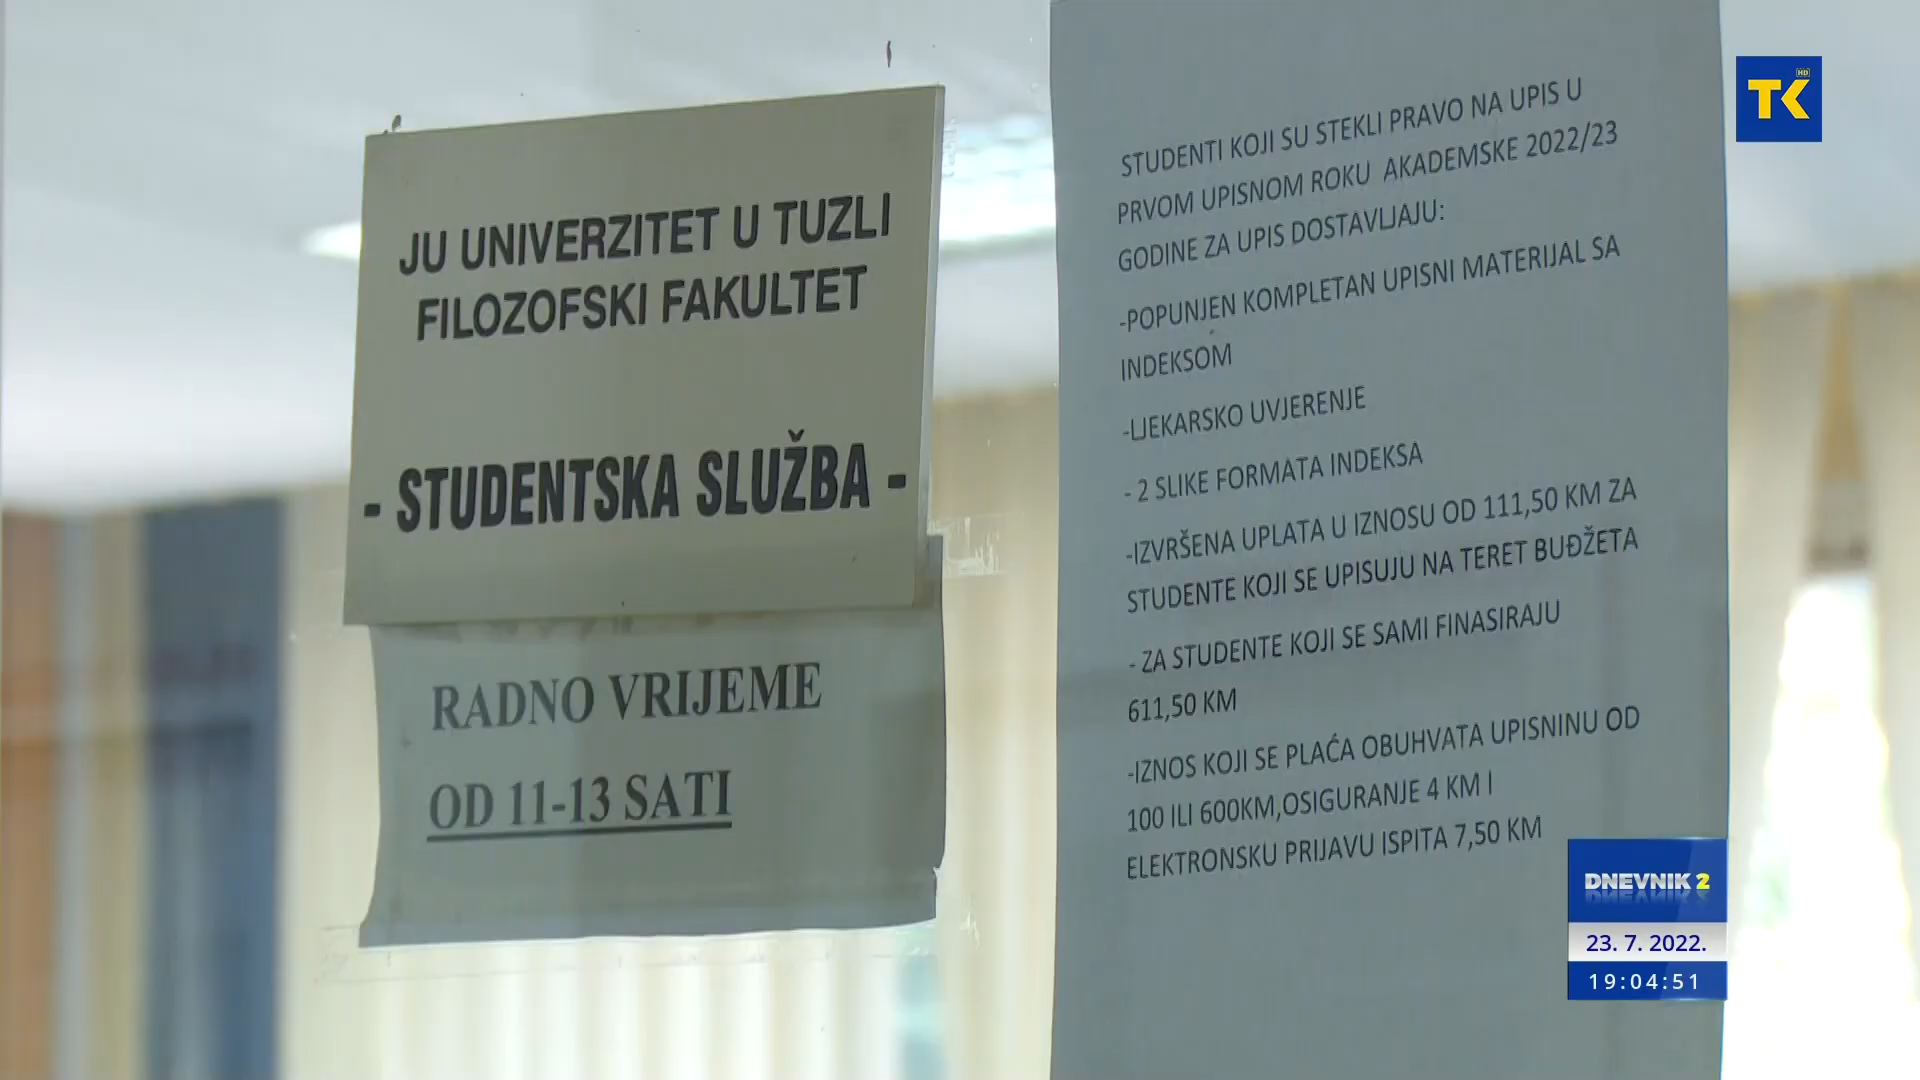 JU UNIVERZITET U TUZLI
FILOZOFSKI FAKULTET
- STUDENTSKA SLUŽBA -
RADNO VRIJEME
OD 11-13 SATI
STUDENTI KOJI SU STEKLI PRAVO NA UPIS U
PRVOM UPISNOM ROKU AKADEMSKE 2022/23
GODINE ZA UPIS DOSTAVLJAJU:
-POPUNJEN KOMPLETAN UPISNI MATERIJAL SA
INDEKSOM
-LJEKARSKO UVJERENJE
- 2 SLIKE FORMATA INDEKSA
-IZVRŠENA UPLATA U IZNOSU OD 111,50 KM ZA
STUDENTE KOJI SE UPISUJU NA TERET BUĐŽETA
- ZA STUDENTE KOJI SE SAMI FINASIRAJU
611,50 KM
-IZNOS KOJI SE PLAĆA OBUHVATA UPISNINU OD
100 ILI 600KM,OSIGURANJE 4 KM I
ELEKTRONSKU PRIJAVU ISPITA 7,50 KM
TK HD
DNEVNIK 2
23. 7. 2022.
19:04:51